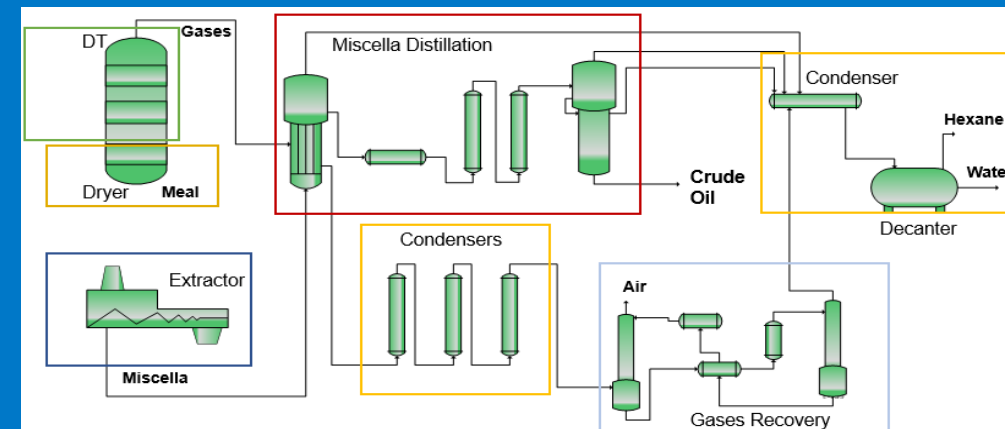 DT
Gases
Miscella Distillation
Condenser
Hexane
Water
Crude
Oil
Decanter
Dryer
Meal
Condensers
Extractor
Miscella
Air
Gases Recovery